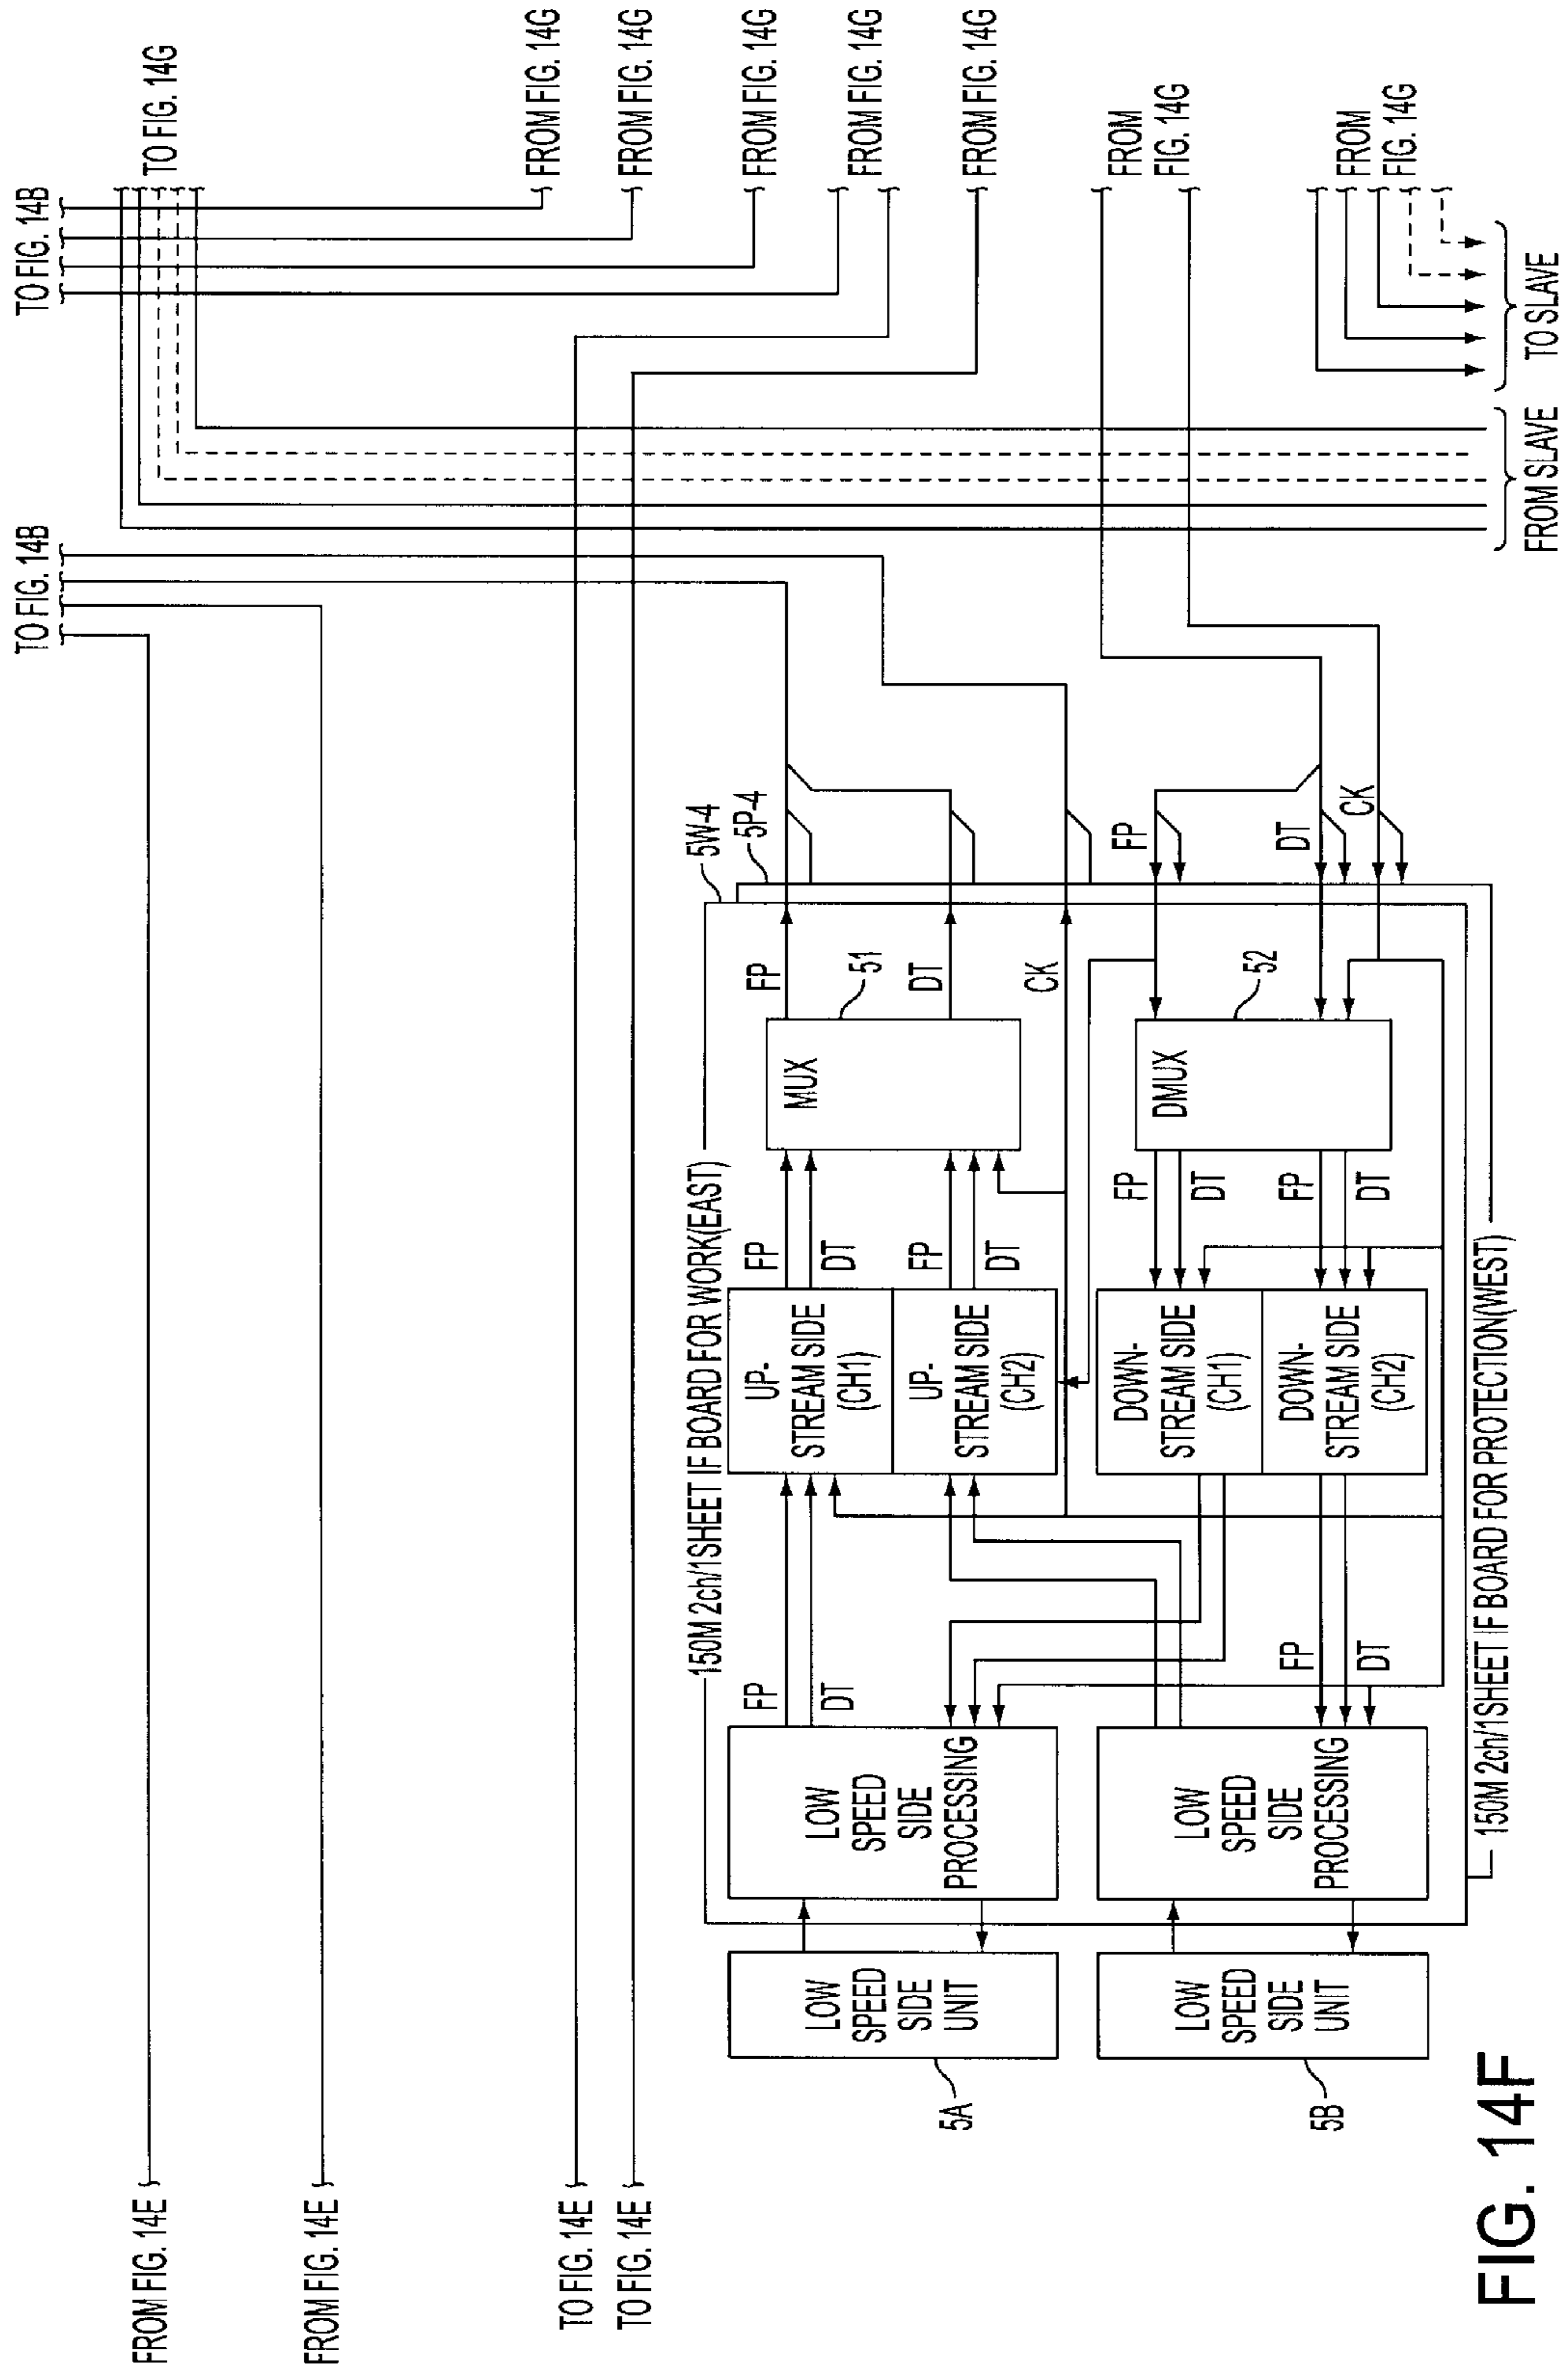 TO FIG. 14B
TO FIG. 14B
TO FIG. 14G
FROM FIG. 14E
FROM FIG. 14E
TO FIG. 14E
TO FIG. 14E
FROM FIG. 14G
FROM FIG. 14G
FROM FIG. 14G
FROM FIG. 14G
FROM FIG. 14G
FROM
FIG. 14G
FROM
FIG. 14G
FROM SLAVE
TO SLAVE
150M 2ch/1SHEET IF BOARD FOR WORK(EAST)
5W-4
5P-4
LOW
SPEED
SIDE
UNIT
5A
LOW
SPEED
SIDE
PROCESSING
FP
DT
UP-
STREAM SIDE
(CH1)
UP-
STREAM SIDE
(CH2)
FP
DT
FP
DT
MUX
51
FP
DT
CK
LOW
SPEED
SIDE
UNIT
5B
LOW
SPEED
SIDE
PROCESSING
FP
DT
DOWN-
STREAM SIDE
(CH1)
DOWN-
STREAM SIDE
(CH2)
FP
DT
FP
DT
DMUX
52
FP
DT
CK
150M 2ch/1SHEET IF BOARD FOR PROTECTION(WEST)
FIG. 14F